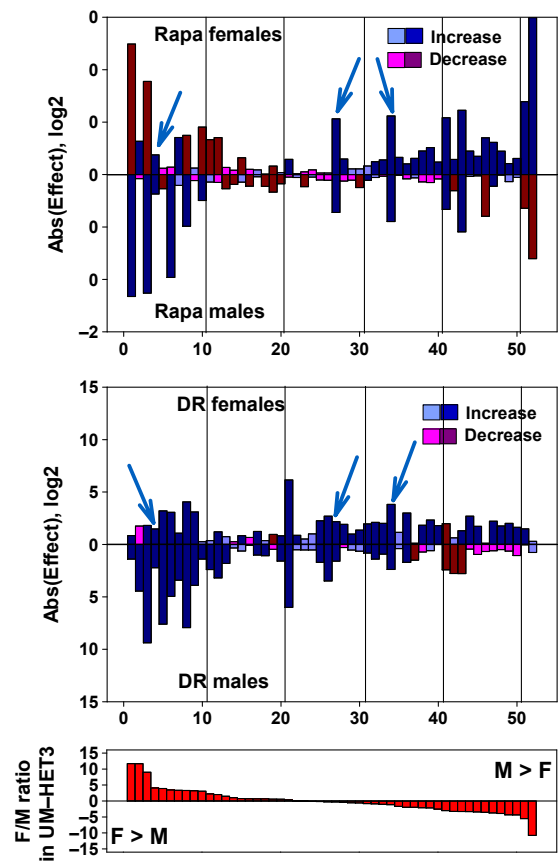 Rapa females
Increase
Decrease
Abs(Effect), log2
0
0
0
0
0
0
–2
Rapa males
0
10
20
30
40
50
DR females
Increase
Decrease
Abs(Effect), log2
15
10
5
0
5
10
15
DR males
0
10
20
30
40
50
F/M ratio
in UM–HET3
15
10
5
0
–5
–10
–15
M > F
F > M